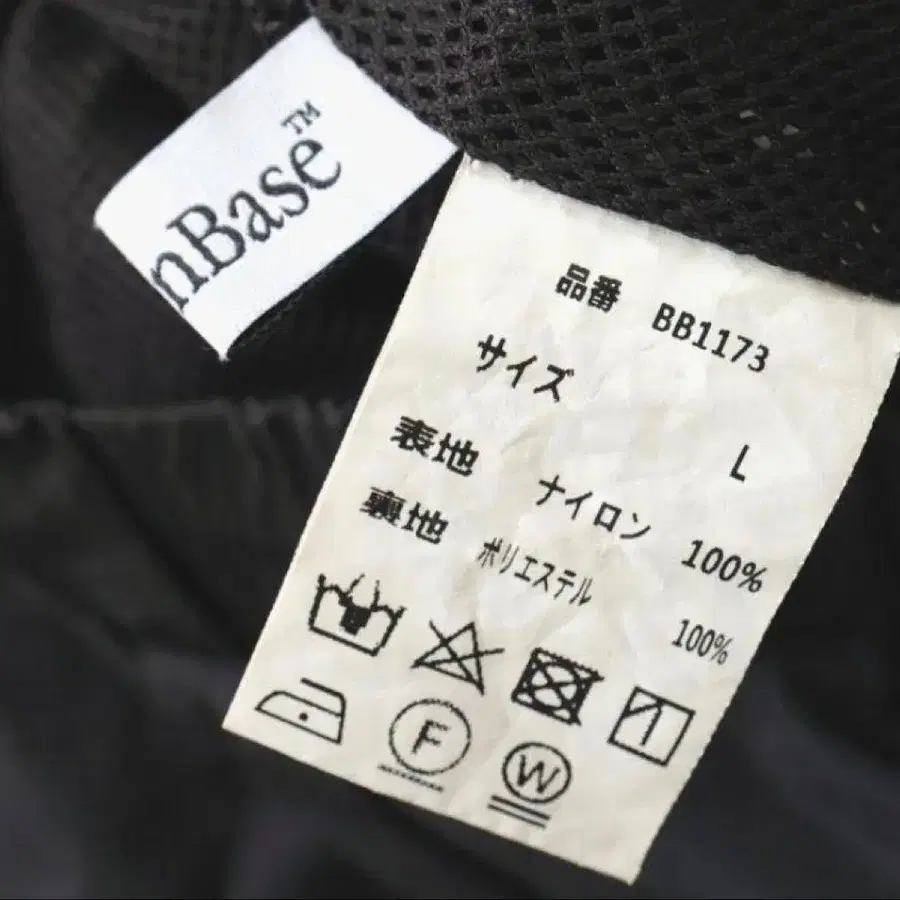 nBase™
品番 BB1173
サイズ L
表地 ナイロン 100%
裏地 ポリエステル 100%
F
W